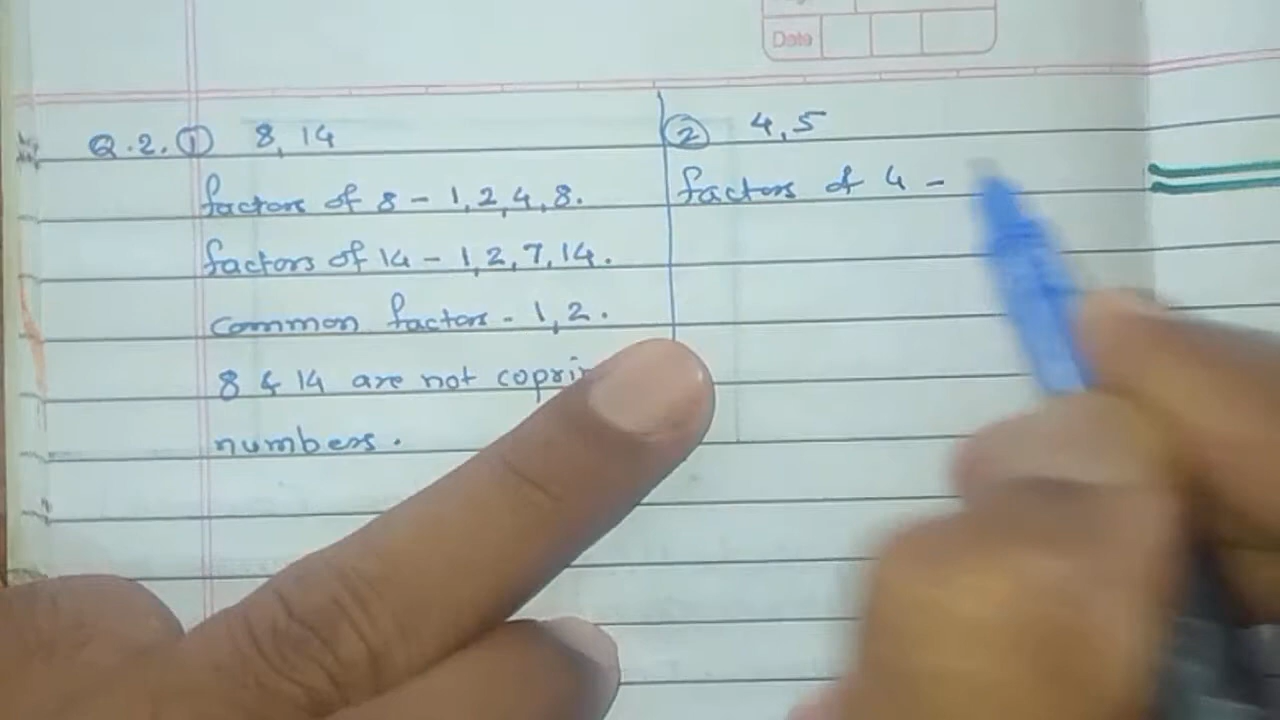 Date
Q.2. ① 8, 14
factors of 8 - 1, 2, 4, 8.
factors of 14 - 1, 2, 7, 14.
common factors - 1, 2.
8 & 14 are not
numbers.
② 4, 5
factors of 4 -